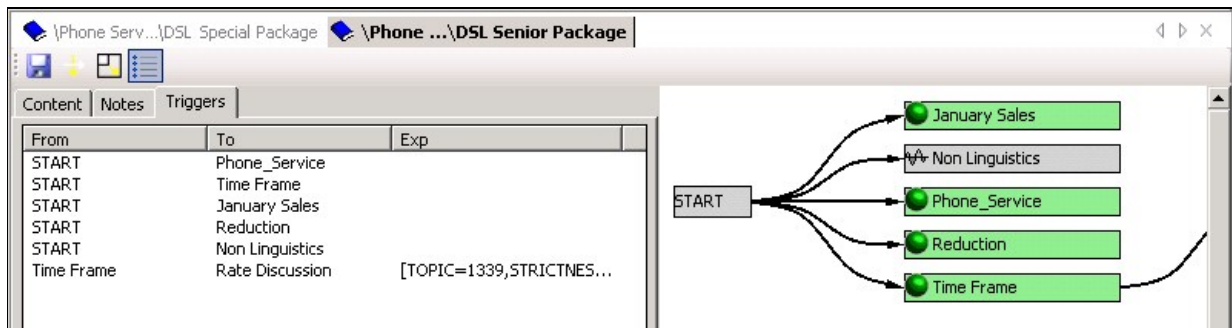 \Phone Serv...\DSL Special Package \Phone ...\DSL Senior Package
Content Notes Triggers
From To Exp
START Phone_Service
START Time Frame
START January Sales
START Reduction
START Non Linguistics
Time Frame Rate Discussion [TOPIC=1339,STRICTNES...
START
January Sales
Non Linguistics
Phone_Service
Reduction
Time Frame